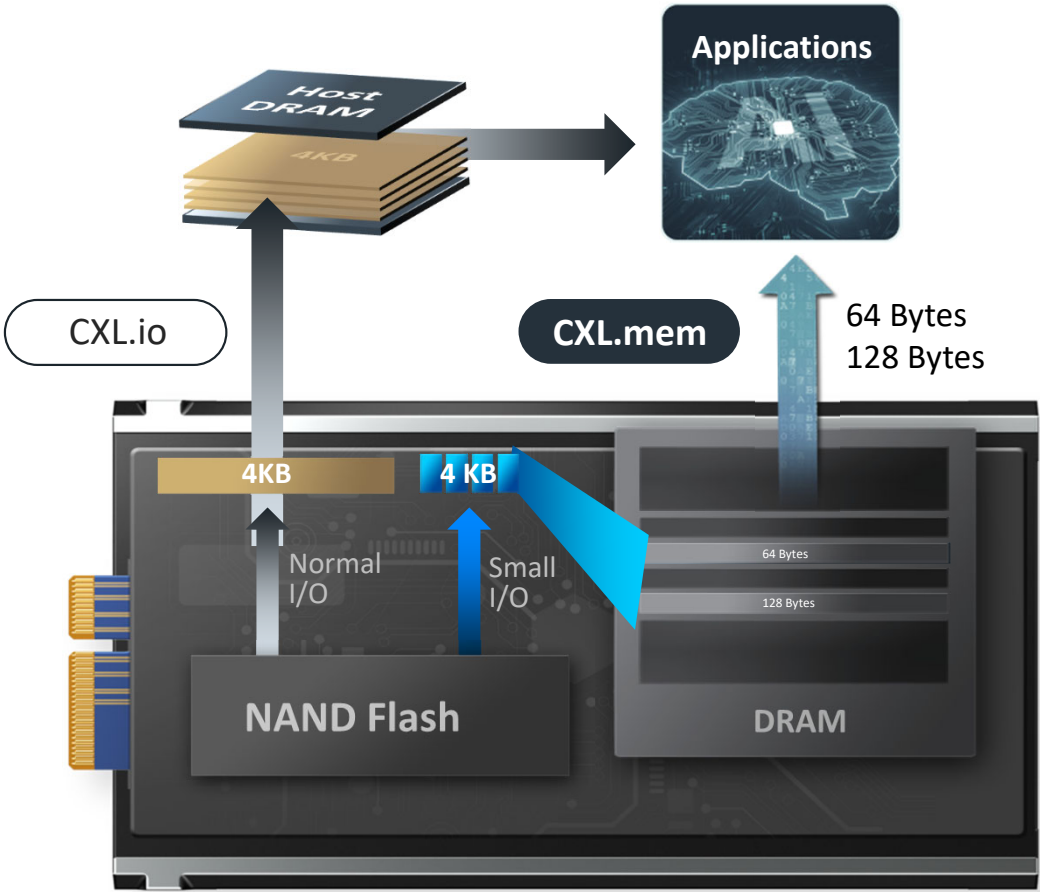 Applications
AI
Host
DRAM
4KB
CXL.io
CXL.mem
64 Bytes
128 Bytes
4KB
4 KB
Normal
I/O
Small
I/O
64 Bytes
128 Bytes
NAND Flash
DRAM